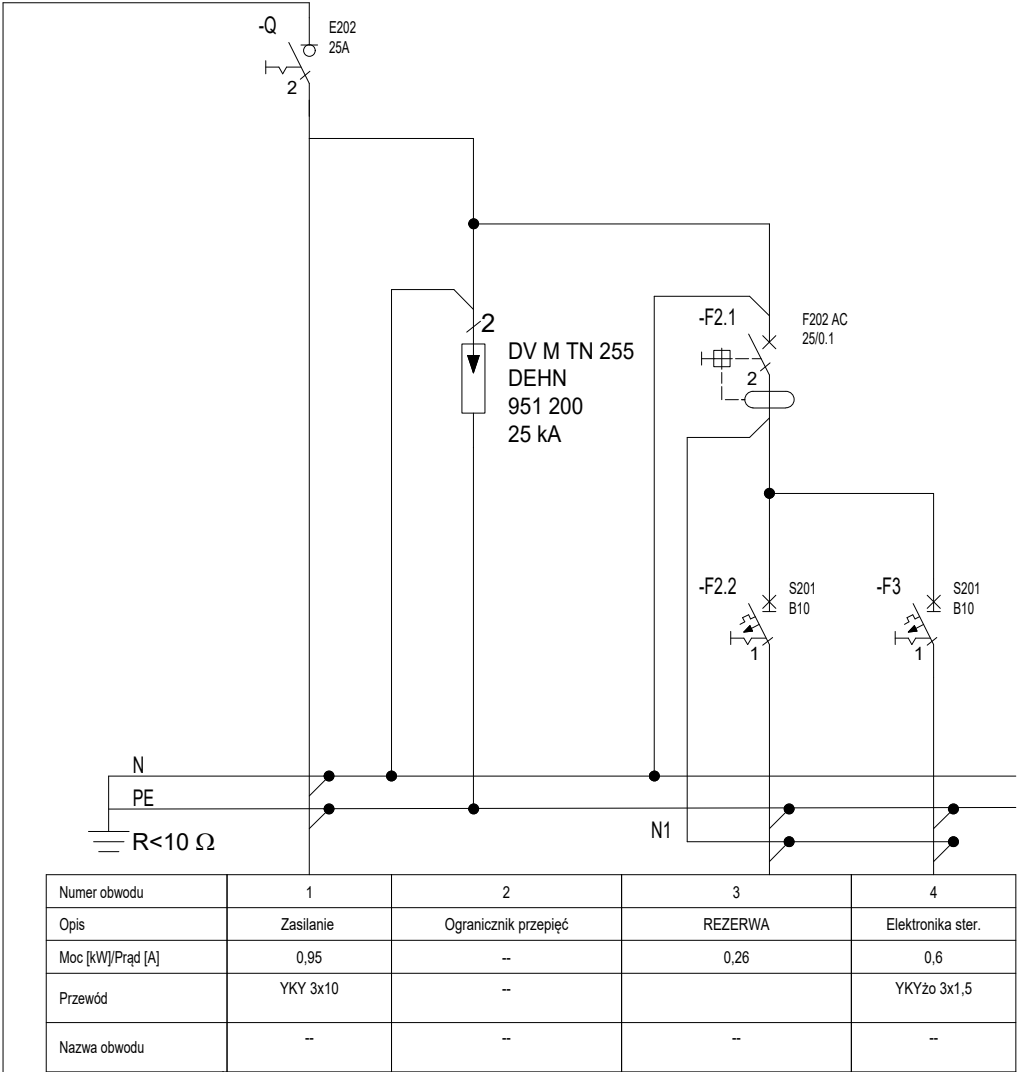 -Q
E202
25A
2
2
DV M TN 255
DEHN
951 200
25 kA
-F2.1
F202 AC
25/0.1
2
-F2.2
S201
B10
1
-F3
S201
B10
1
N
PE
N1
R<10 Ω
Numer obwodu 1 2 3 4
Opis Zasilanie Ogranicznik przepięć REZERWA Elektronika ster.
Moc [kW]/Prąd [A] 0,95 -- 0,26 0,6
Przewód YKY 3x10 -- YKYżo 3x1,5
Nazwa obwodu -- -- -- --